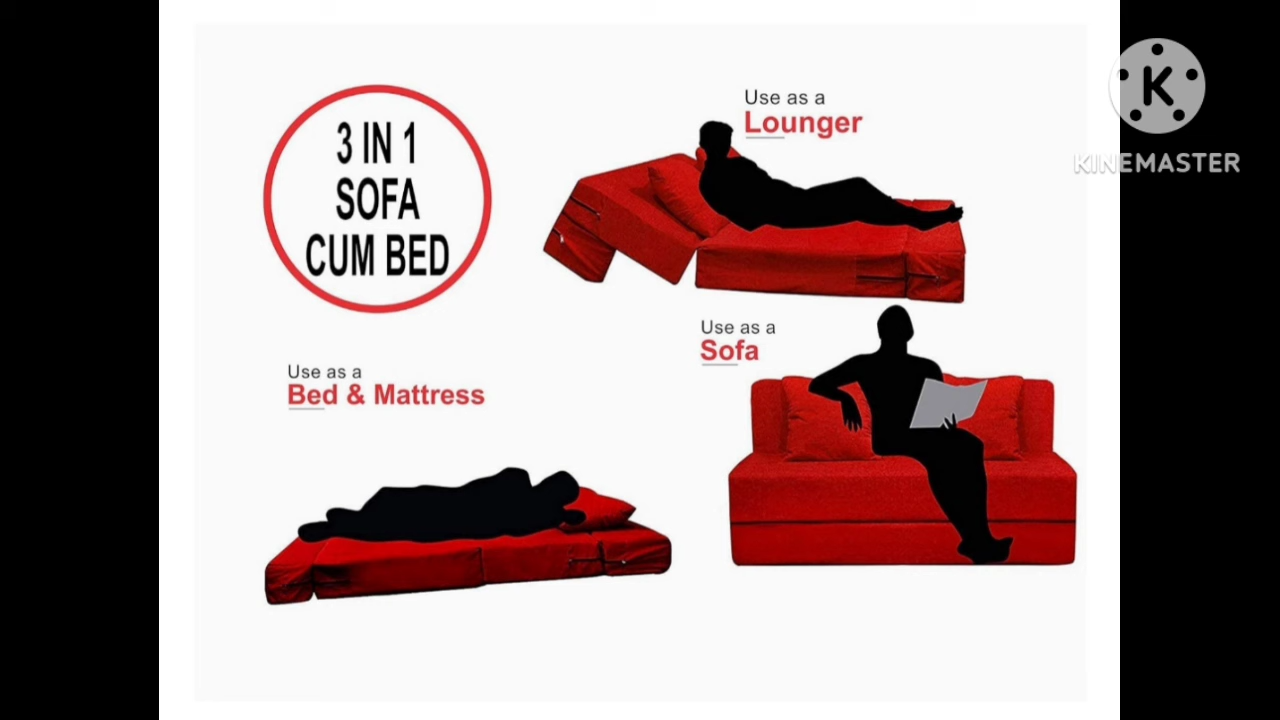 3 IN 1
SOFA
CUM BED
Use as a
Lounger
K
KINEMASTER
Use as a
Sofa
Use as a
Bed & Mattress